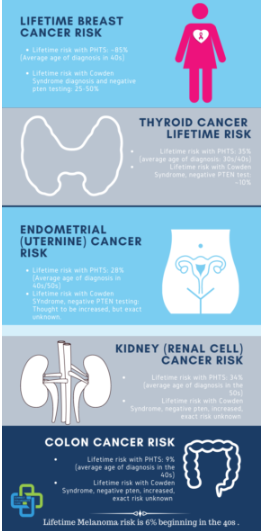 LIFETIME BREAST
CANCER RISK
• Lifetime risk with PHTS: ~85%
(Average age of diagnosis in 40s)
• Lifetime risk with Cowden
Syndrome diagnosis and negative
pten testing: 25-50%
THYROID CANCER
LIFETIME RISK
• Lifetime risk with PHTS: 35%
(average age of diagnosis: 30s/40s)
• Lifetime risk with Cowden
Syndrome, negative PTEN test:
~10%
ENDOMETRIAL
(UTERNINE) CANCER
RISK
• Lifetime risk with PHTS: 28%
(Average age of diagnosis in
40s/50s)
• Lifetime risk with Cowden
SYndrome, negative PTEN testing:
Thought to be increased, but exact
unknown.
KIDNEY (RENAL CELL)
CANCER RISK
• Lifetime risk with PHTS: 34%
(average age of diagnosis in the
50s)
• Lifetime risk with Cowden
Syndrome, negative pten, increased,
exact risk unknown
COLON CANCER RISK
• Lifetime risk with PHTS: 9%
(average age of diagnosis in the
40s)
• Lifetime risk with Cowden
Syndrome, negative pten, increased,
exact risk unknown
Lifetime Melanoma risk is 6% beginning in the 40s .